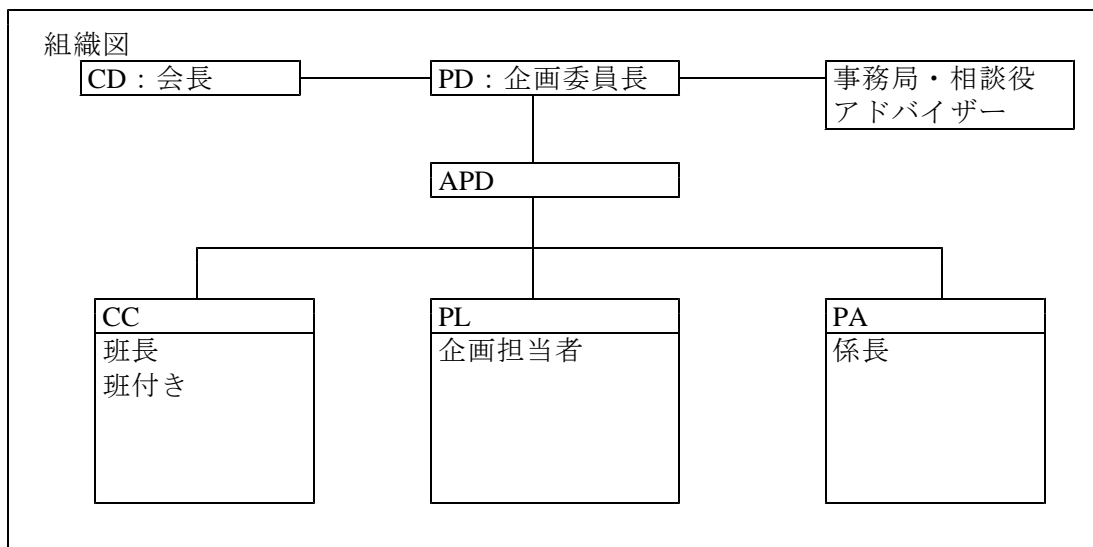 組織図
CD：会長
PD：企画委員長
事務局・相談役
アドバイザー
APD
CC
班長
班付き
PL
企画担当者
PA
係長